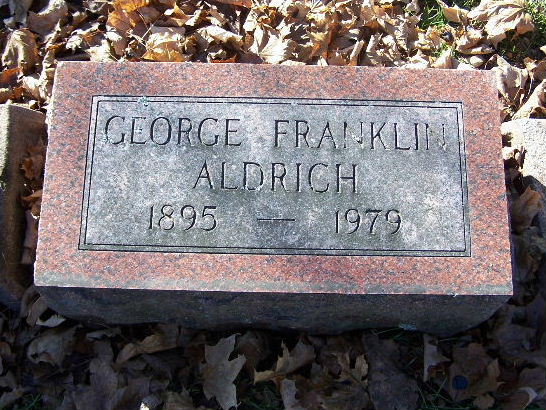 GEORGE FRANKLIN
ALDRICH
1895 — 1979